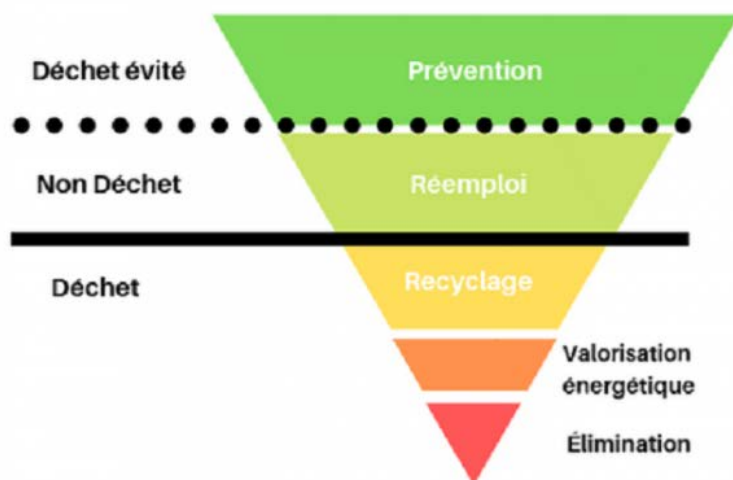 Déchet évité
Prévention
Non Déchet
Réemploi
Déchet
Recyclage
Valorisation
énergétique
Élimination